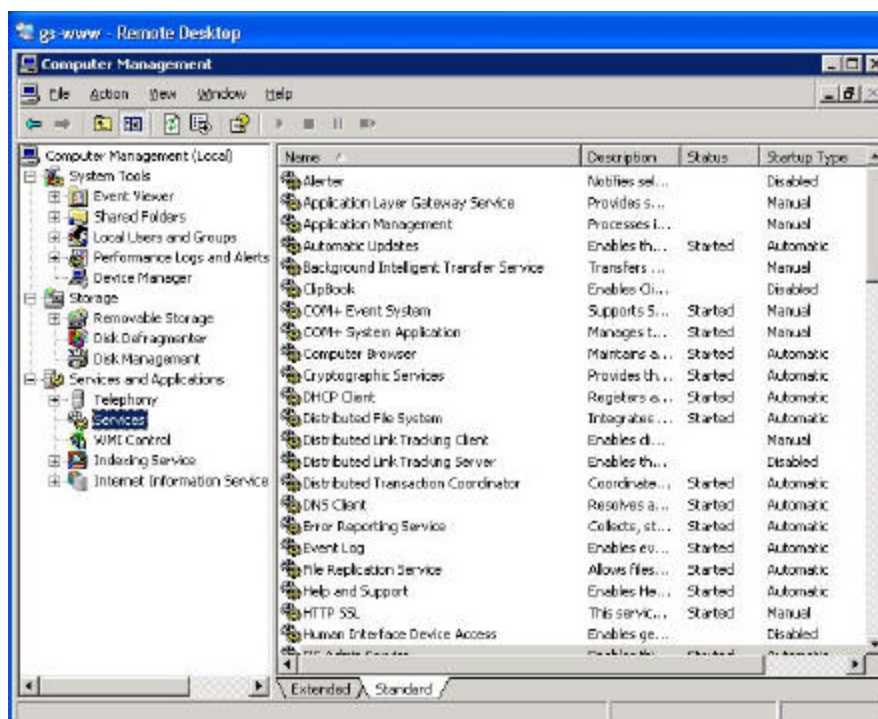 gs-www - Remote Desktop
Computer Management
File Action View Window Help
Computer Management (Local)
System Tools
Event Viewer
Shared Folders
Local Users and Groups
Performance Logs and Alerts
Device Manager
Storage
Removable Storage
Disk Defragmenter
Disk Management
Services and Applications
Telephony
Services
WMI Control
Indexing Service
Internet Information Service
Name Description Status Startup Type
Alerter Notifies sel... Disabled
Application Layer Gateway Service Provides s... Manual
Application Management Processes i... Manual
Automatic Updates Enables th... Started Automatic
Background Intelligent Transfer Service Transfers ... Manual
ClipBook Enables Cli... Disabled
COM+ Event System Supports S... Started Manual
COM+ System Application Manages t... Started Manual
Computer Browser Maintains a... Started Automatic
Cryptographic Services Provides th... Started Automatic
DHCP Client Registers a... Started Automatic
Distributed File System Integrates ... Started Automatic
Distributed Link Tracking Client Enables cli... Manual
Distributed Link Tracking Server Enables th... Disabled
Distributed Transaction Coordinator Coordinate... Started Automatic
DNS Client Resolves a... Started Automatic
Error Reporting Service Collects, st... Started Automatic
Event Log Enables ev... Started Automatic
File Replication Service Allows files... Started Automatic
Help and Support Enables He... Started Automatic
HTTP SSL This servic... Started Manual
Human Interface Device Access Enables ge... Disabled
Extended Standard